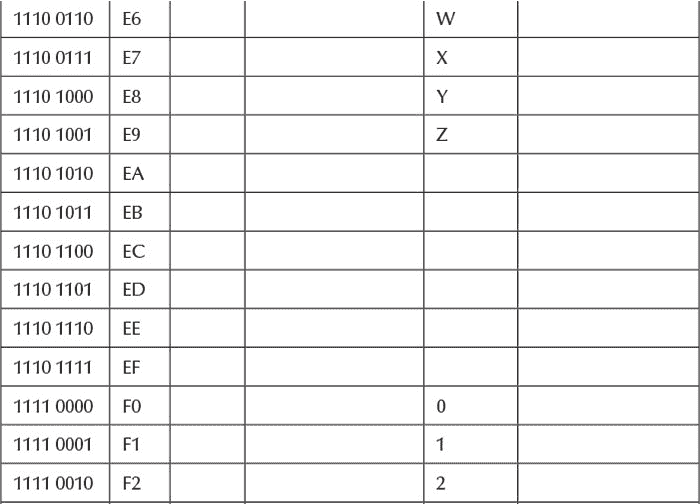 1110 0110 E6 W
1110 0111 E7 X
1110 1000 E8 Y
1110 1001 E9 Z
1110 1010 EA
1110 1011 EB
1110 1100 EC
1110 1101 ED
1110 1110 EE
1110 1111 EF
1111 0000 F0 0
1111 0001 F1 1
1111 0010 F2 2